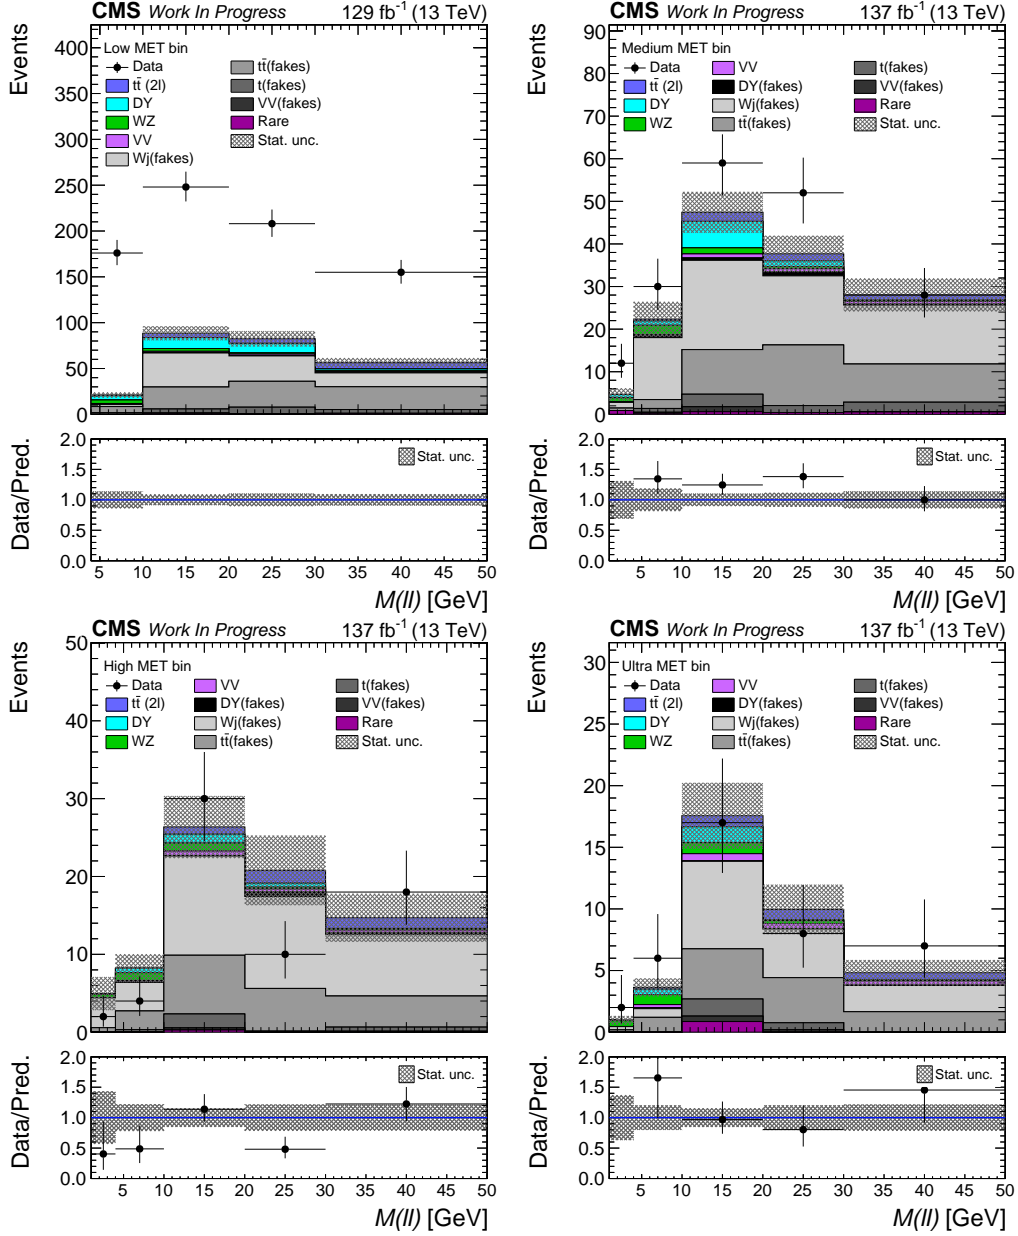 CMS Work In Progress 129 fb-1 (13 TeV)
Events
400
350
300
250
200
150
100
50
0
Low MET bin
Data
tt̄ (2l)
DY
WZ
VV
Wj(fakes)
tt̄(fakes)
t(fakes)
VV(fakes)
Rare
Stat. unc.
Data/Pred.
2.0
1.5
1.0
0.5
0.0
Stat. unc.
5 10 15 20 25 30 35 40 45 50
M(ll) [GeV]
CMS Work In Progress 137 fb-1 (13 TeV)
Events
90
80
70
60
50
40
30
20
10
0
Medium MET bin
Data
tt̄ (2l)
DY
WZ
VV
DY(fakes)
Wj(fakes)
tt̄(fakes)
t(fakes)
VV(fakes)
Rare
Stat. unc.
Data/Pred.
2.0
1.5
1.0
0.5
0.0
Stat. unc.
5 10 15 20 25 30 35 40 45 50
M(ll) [GeV]
CMS Work In Progress 137 fb-1 (13 TeV)
Events
50
40
30
20
10
0
High MET bin
Data
tt̄ (2l)
DY
WZ
VV
DY(fakes)
Wj(fakes)
tt̄(fakes)
t(fakes)
VV(fakes)
Rare
Stat. unc.
Data/Pred.
2.0
1.5
1.0
0.5
0.0
Stat. unc.
5 10 15 20 25 30 35 40 45 50
M(ll) [GeV]
CMS Work In Progress 137 fb-1 (13 TeV)
Events
30
25
20
15
10
5
0
Ultra MET bin
Data
tt̄ (2l)
DY
WZ
VV
DY(fakes)
Wj(fakes)
tt̄(fakes)
t(fakes)
VV(fakes)
Rare
Stat. unc.
Data/Pred.
2.0
1.5
1.0
0.5
0.0
Stat. unc.
5 10 15 20 25 30 35 40 45 50
M(ll) [GeV]